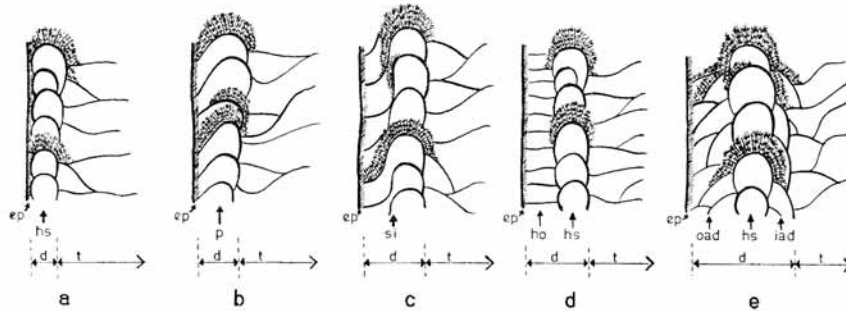 ep hs
d t
a
ep p
d t
b
ep si
d t
c
ep ho hs
d t
d
ep oad hs iad
d t
e